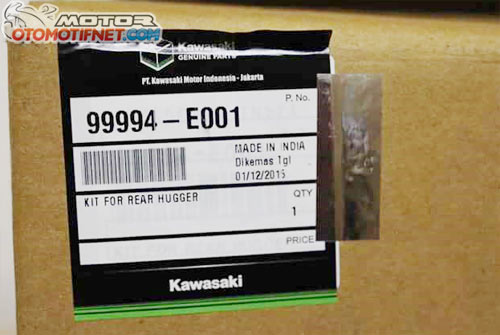 MOTOR
OTOMOTIFNET.COM
Kawasaki
GENUINE PARTS
PT. Kawasaki Motor Indonesia - Jakarta
P. No.
99994-E001
MADE IN INDIA
Dikemas Tgl
01/12/2015
KIT FOR REAR HUGGER
QTY
1
PRICE
Kawasaki